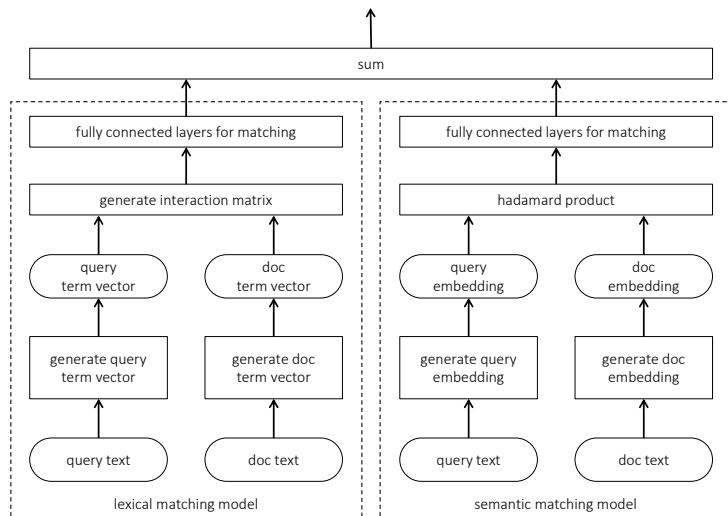 sum
fully connected layers for matching
fully connected layers for matching
generate interaction matrix
hadamard product
query
term vector
doc
term vector
query
embedding
doc
embedding
generate query
term vector
generate doc
term vector
generate query
embedding
generate doc
embedding
query text
doc text
query text
doc text
lexical matching model
semantic matching model